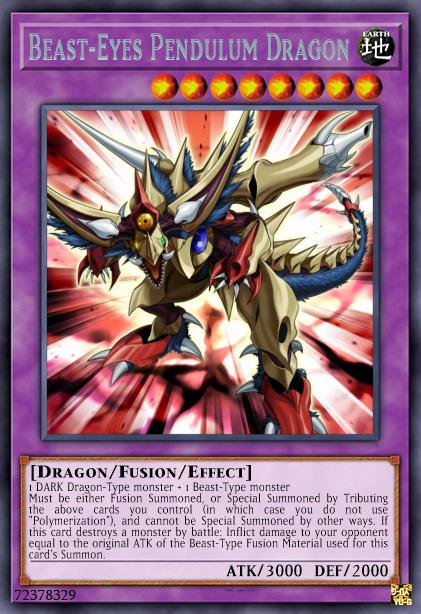 BEAST-EYES PENDULUM DRAGON
EARTH
地
[DRAGON/FUSION/EFFECT]
1 DARK Dragon-Type monster + 1 Beast-Type monster
Must be either Fusion Summoned, or Special Summoned by Tributing
the above cards you control (in which case you do not use
"Polymerization"), and cannot be Special Summoned by other ways. If
this card destroys a monster by battle: Inflict damage to your opponent
equal to the original ATK of the Beast-Type Fusion Material used for this
card's Summon.
ATK/3000 DEF/2000
72378329